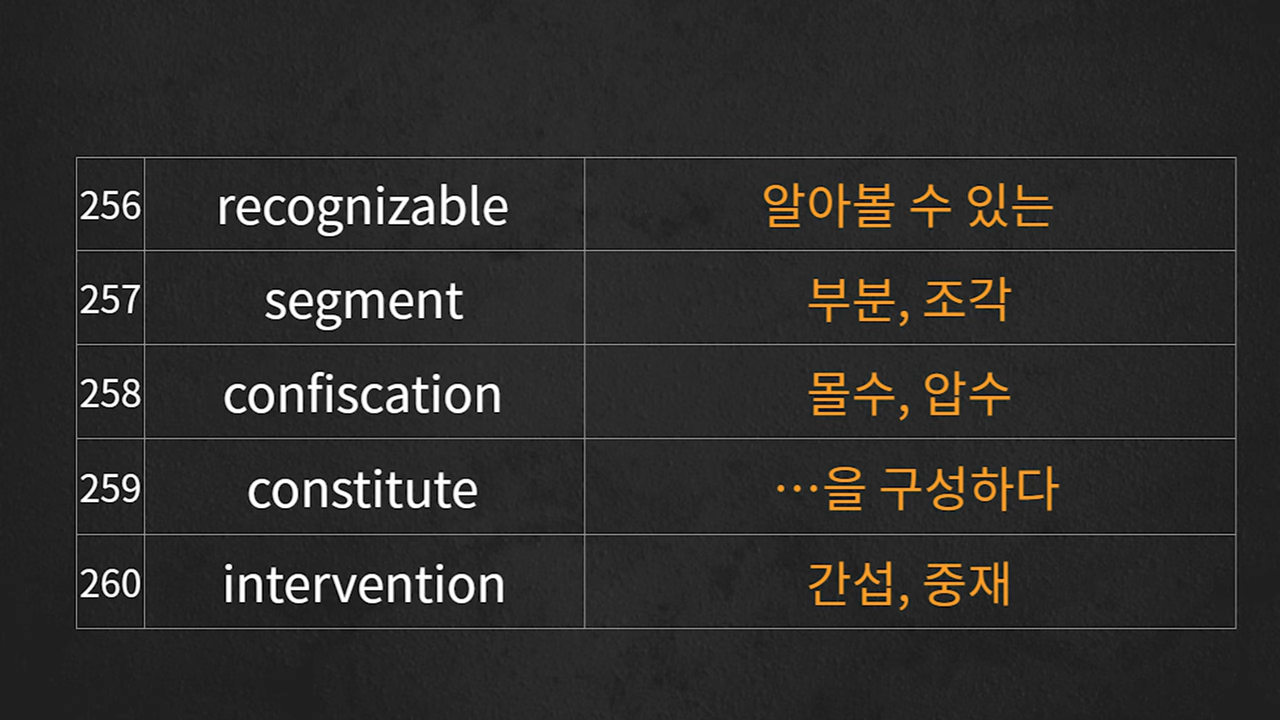 256 recognizable 알아볼 수 있는
257 segment 부분, 조각
258 confiscation 몰수, 압수
259 constitute …을 구성하다
260 intervention 간섭, 중재